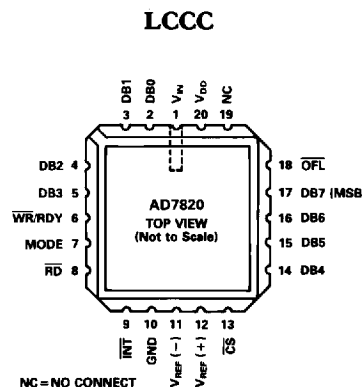 LCCC
DB1 DB0 VIN VDD NC
3 2 1 20 19
DB2 4
DB3 5
WR/RDY 6
MODE 7
RD 8
AD7820
TOP VIEW
(Not to Scale)
18 OFL
17 DB7 (MSB
16 DB6
15 DB5
14 DB4
9 10 11 12 13
INT GND VREF (−) VREF (+) CS
NC = NO CONNECT